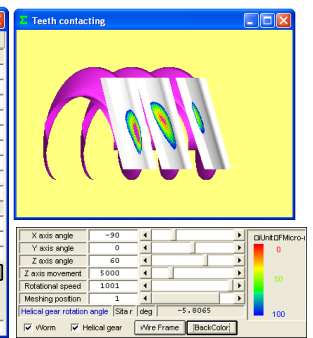 Teeth contacting
X axis angle -90
Y axis angle 0
Z axis angle 60
Z axis movement 5000
Rotational speed 1001
Meshing position 1
Helical gear rotation angle Sita r deg -5.8065
Worm Helical gear Wire Frame BackColor
0
50
100